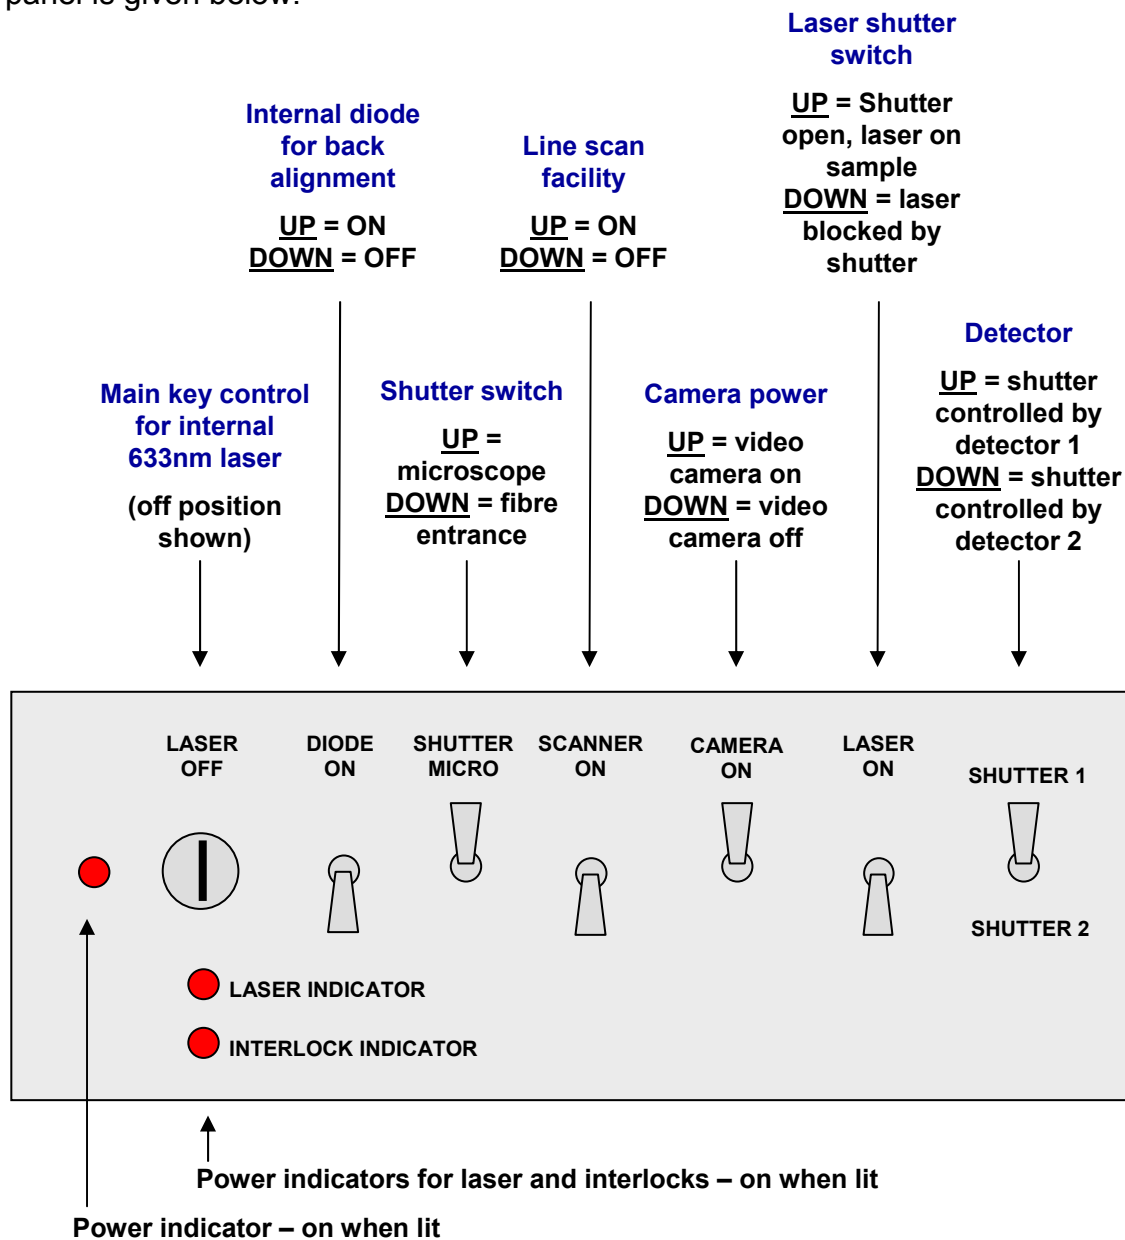 panel is given below.
Laser shutter
switch
UP = Shutter
open, laser on
sample
DOWN = laser
blocked by
shutter
Internal diode
for back
alignment
UP = ON
DOWN = OFF
Line scan
facility
UP = ON
DOWN = OFF
Detector
UP = shutter
controlled by
detector 1
DOWN = shutter
controlled by
detector 2
Main key control
for internal
633nm laser
(off position
shown)
Shutter switch
UP =
microscope
DOWN = fibre
entrance
Camera power
UP = video
camera on
DOWN = video
camera off
LASER
OFF
DIODE
ON
SHUTTER
MICRO
SCANNER
ON
CAMERA
ON
LASER
ON
SHUTTER 1
SHUTTER 2
LASER INDICATOR
INTERLOCK INDICATOR
Power indicators for laser and interlocks – on when lit
Power indicator – on when lit